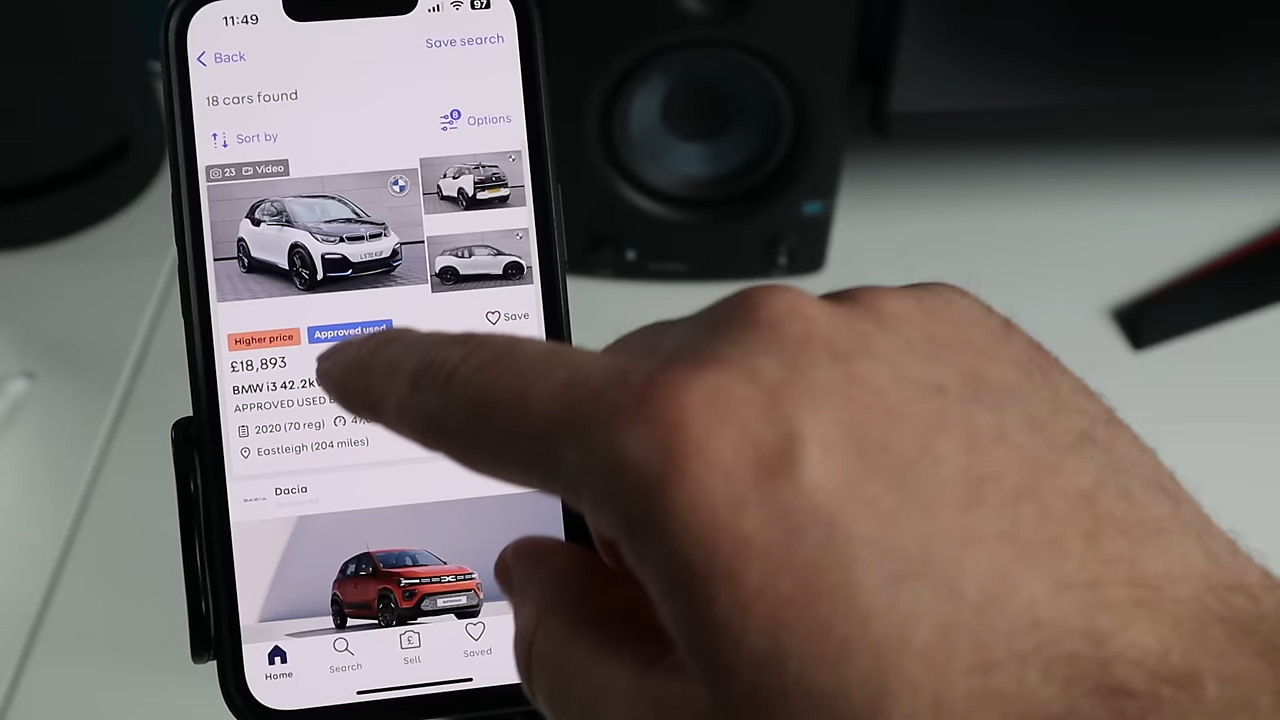 11:49
97
Back
Save search
18 cars found
Sort by
8
Options
23 Video
Higher price
Approved used
Save
£18,893
BMW i3 42.2k
APPROVED USED
2020 (70 reg)
Eastleigh (204 miles)
DACIA
Dacia
Sponsored
Home
Search
£
Sell
Saved